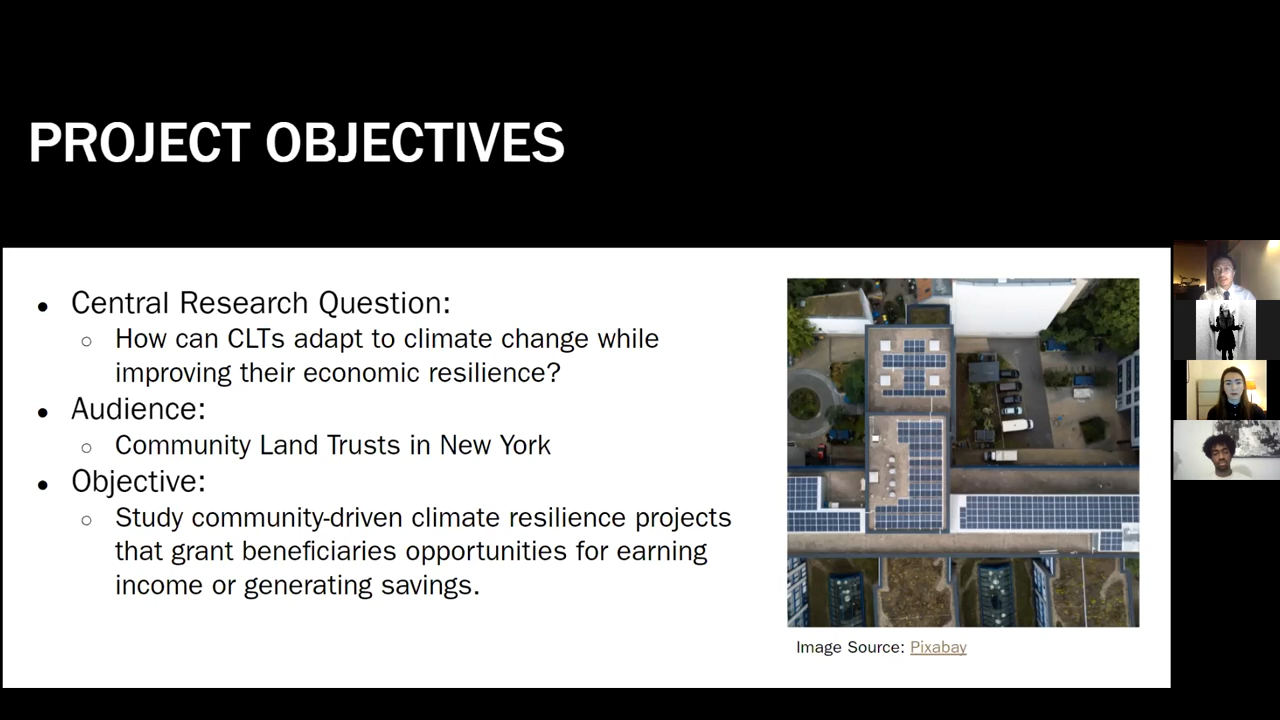 PROJECT OBJECTIVES
● Central Research Question:
○ How can CLTs adapt to climate change while
improving their economic resilience?
● Audience:
○ Community Land Trusts in New York
● Objective:
○ Study community-driven climate resilience projects
that grant beneficiaries opportunities for earning
income or generating savings.
Image Source: Pixabay